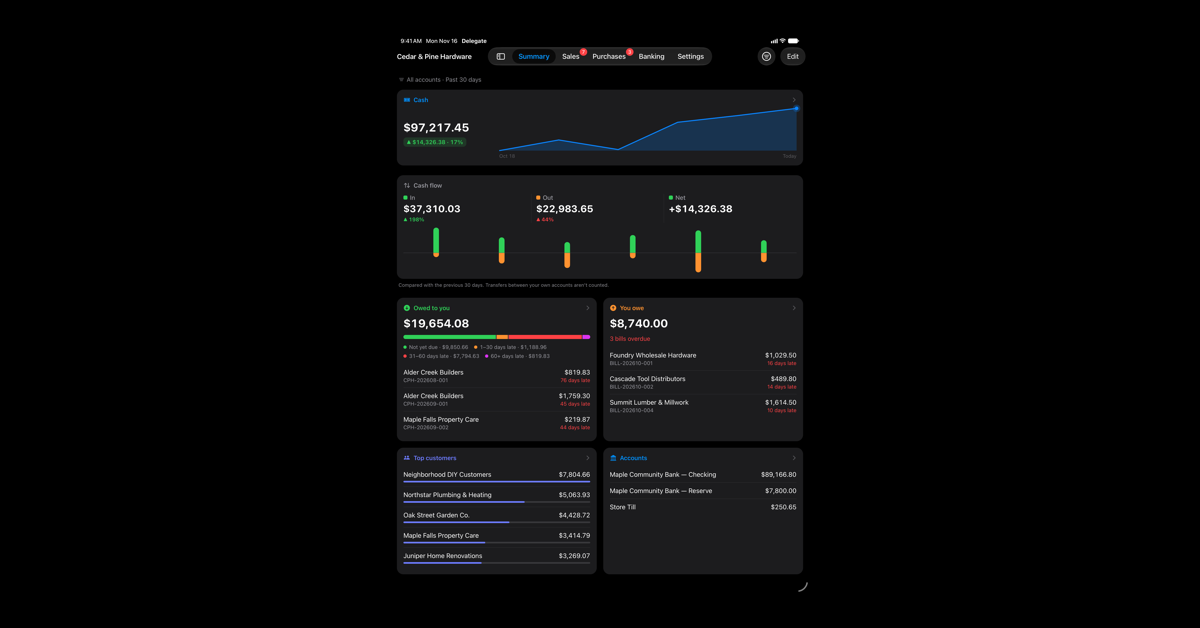 9:41AM Mon Nov 16 Delegate
Cedar & Pine Hardware
Summary
Sales
7
Purchases
3
Banking
Settings
Edit
All accounts · Past 30 days
Cash
$97,217.45
▲ $14,326.38 · 17%
Oct 18
Today
Cash flow
In
$37,310.03
▲ 198%
Out
$22,983.65
▲ 44%
Net
+$14,326.38
Compared with the previous 30 days. Transfers between your own accounts aren't counted.
Owed to you
$19,654.08
Not yet due · $9,850.66
1–30 days late · $1,188.96
31–60 days late · $7,794.63
60+ days late · $819.83
Alder Creek Builders $819.83
CPH-202608-001 76 days late
Alder Creek Builders $1,759.30
CPH-202609-001 45 days late
Maple Falls Property Care $219.87
CPH-202609-002 44 days late
You owe
$8,740.00
3 bills overdue
Foundry Wholesale Hardware $1,029.50
BILL-202610-001 16 days late
Cascade Tool Distributors $489.80
BILL-202610-002 14 days late
Summit Lumber & Millwork $1,614.50
BILL-202610-004 10 days late
Top customers
Neighborhood DIY Customers $7,804.66
Northstar Plumbing & Heating $5,063.93
Oak Street Garden Co. $4,428.72
Maple Falls Property Care $3,414.79
Juniper Home Renovations $3,269.07
Accounts
Maple Community Bank — Checking $89,166.80
Maple Community Bank — Reserve $7,800.00
Store Till $250.65